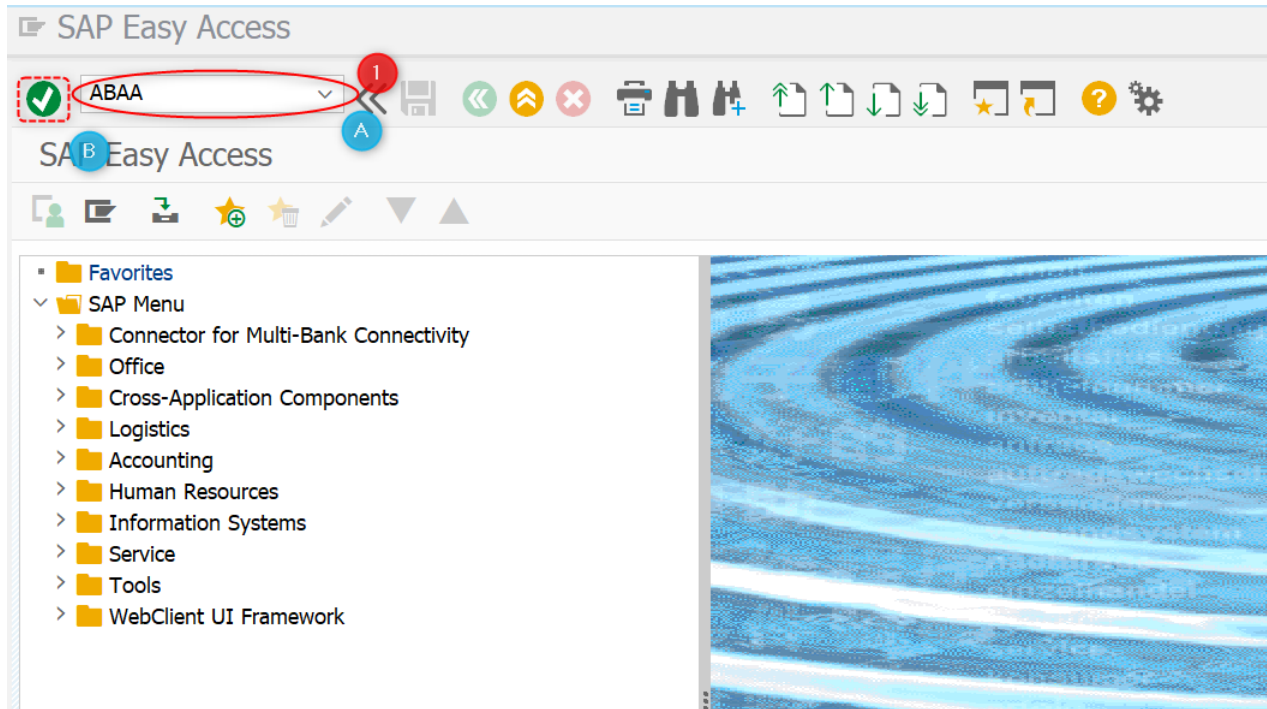 SAP Easy Access
ABAA
1
A
B
SAP Easy Access
Favorites
SAP Menu
Connector for Multi-Bank Connectivity
Office
Cross-Application Components
Logistics
Accounting
Human Resources
Information Systems
Service
Tools
WebClient UI Framework